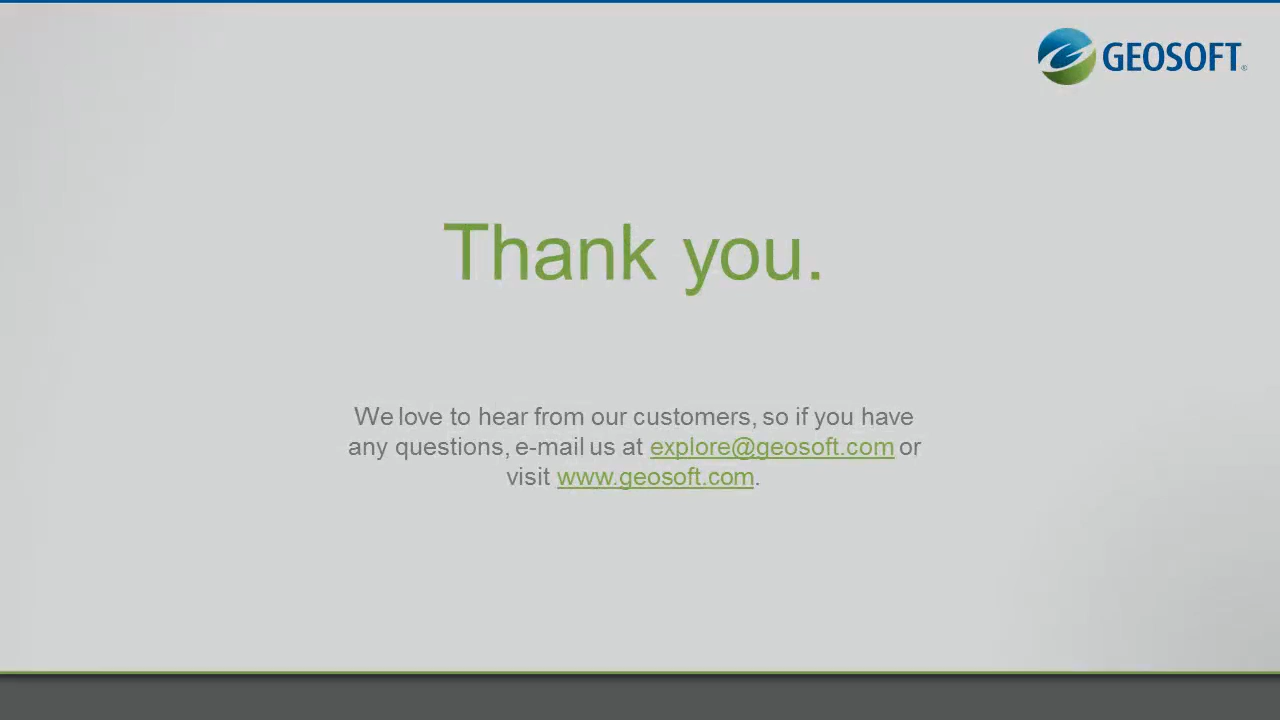 GEOSOFT®
Thank you.
We love to hear from our customers, so if you have
any questions, e-mail us at explore@geosoft.com or
visit www.geosoft.com.